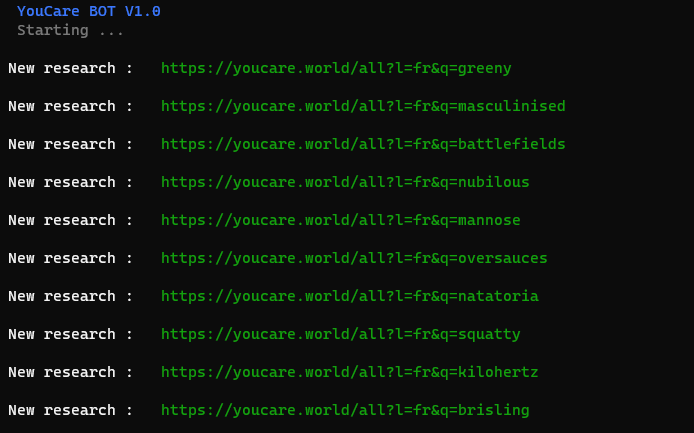 YouCare BOT V1.0
Starting ...
New research : https://youcare.world/all?l=fr&q=greeny
New research : https://youcare.world/all?l=fr&q=masculinised
New research : https://youcare.world/all?l=fr&q=battlefields
New research : https://youcare.world/all?l=fr&q=nubilous
New research : https://youcare.world/all?l=fr&q=mannose
New research : https://youcare.world/all?l=fr&q=oversauces
New research : https://youcare.world/all?l=fr&q=natatoria
New research : https://youcare.world/all?l=fr&q=squatty
New research : https://youcare.world/all?l=fr&q=kilohertz
New research : https://youcare.world/all?l=fr&q=brisling